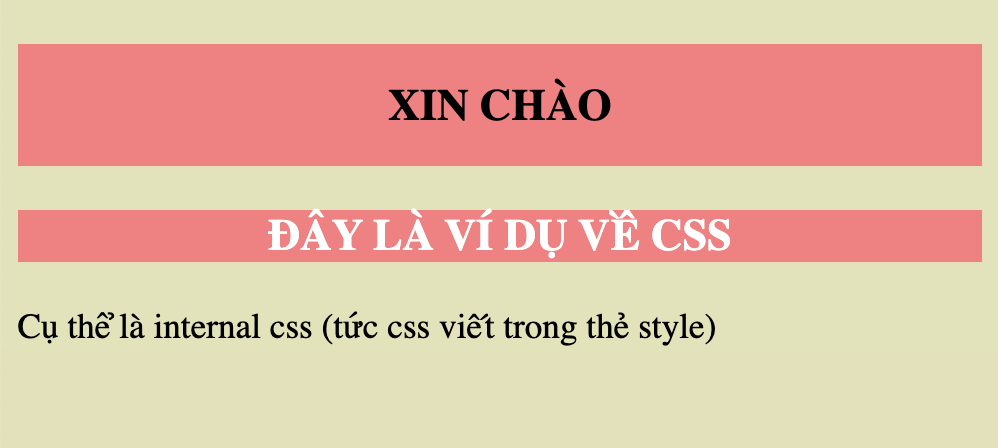 XIN CHÀO
ĐÂY LÀ VÍ DỤ VỀ CSS
Cụ thể là internal css (tức css viết trong thẻ style)